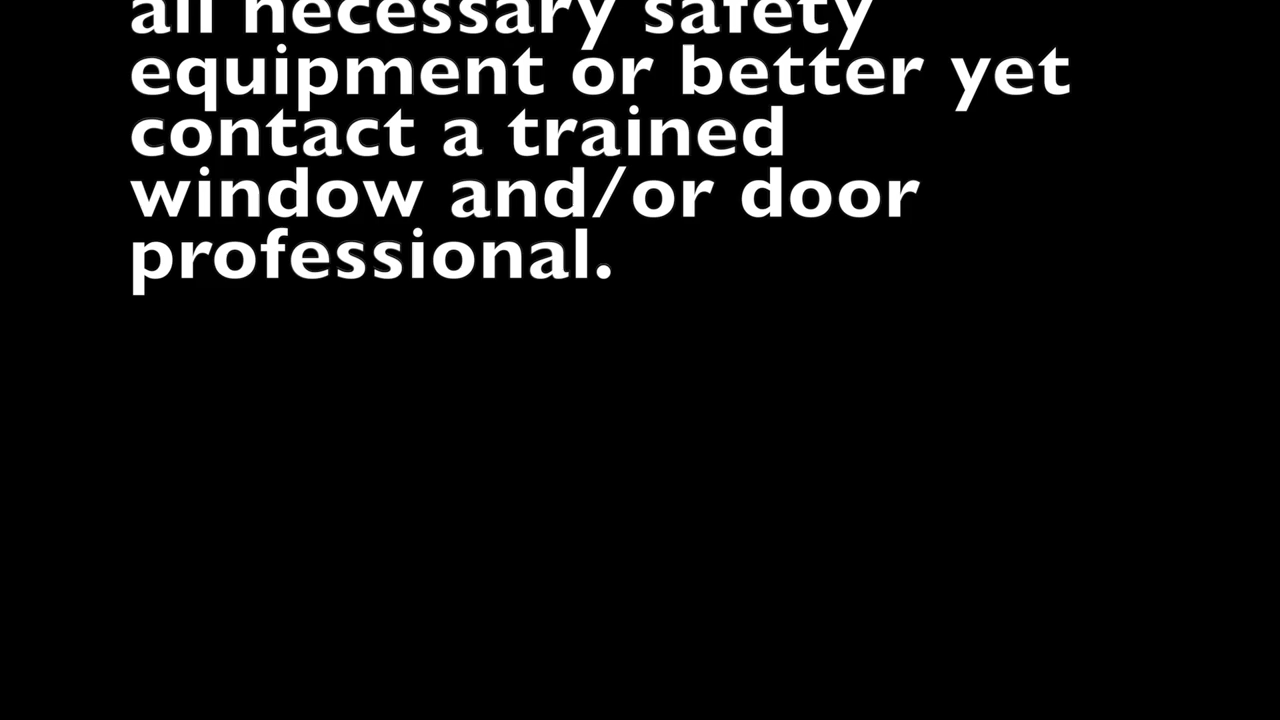 all necessary safety
equipment or better yet
contact a trained
window and/or door
professional.